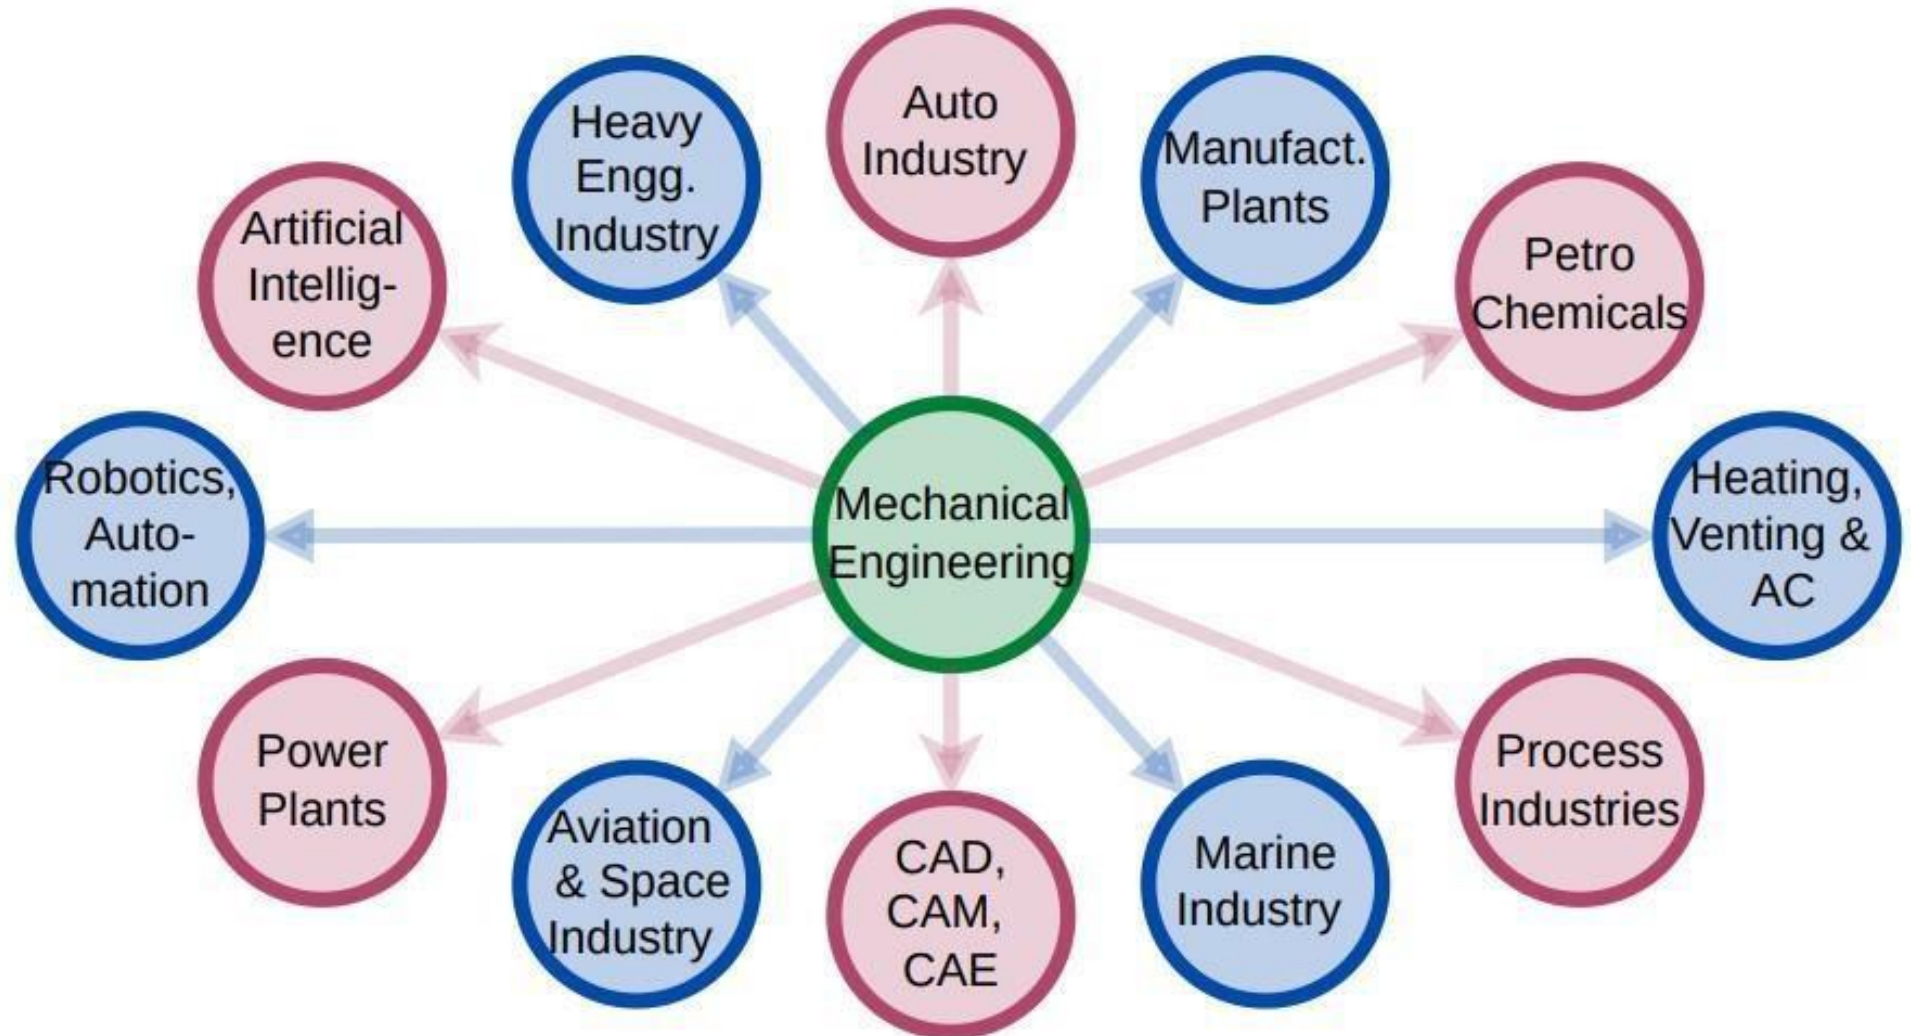 Auto
Industry
Heavy
Engg.
Industry
Manufact.
Plants
Artificial
Intellig-
ence
Petro
Chemicals
Robotics,
Auto-
mation
Mechanical
Engineering
Heating,
Venting &
AC
Power
Plants
Process
Industries
Aviation
& Space
Industry
CAD,
CAM,
CAE
Marine
Industry